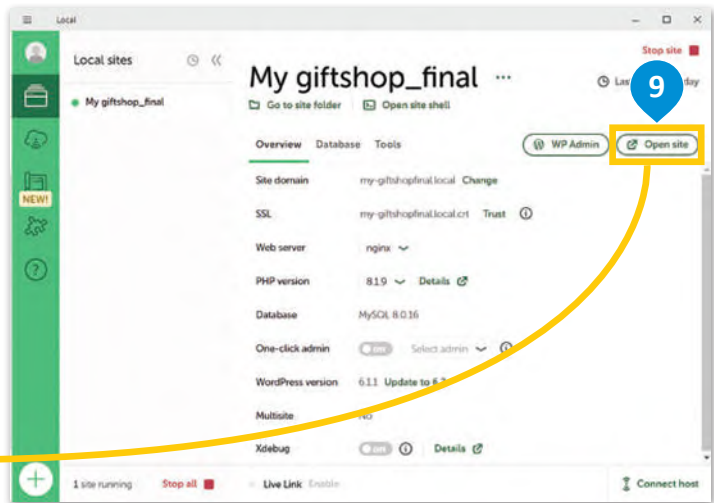 Local
Local sites
My giftshop_final
My giftshop_final ...
Go to site folder Open site shell
Stop site
9
Overview Database Tools
WP Admin Open site
Site domain my-giftshopfinal.local Change
SSL my-giftshopfinal.local.crt Trust
Web server nginx
PHP version 8.1.9 Details
Database MySQL 8.0.16
One-click admin Select admin
WordPress version 6.1.1 Update to
Multisite No
Xdebug Details
NEW!
1 site running Stop all
Live Link Enable
Connect host